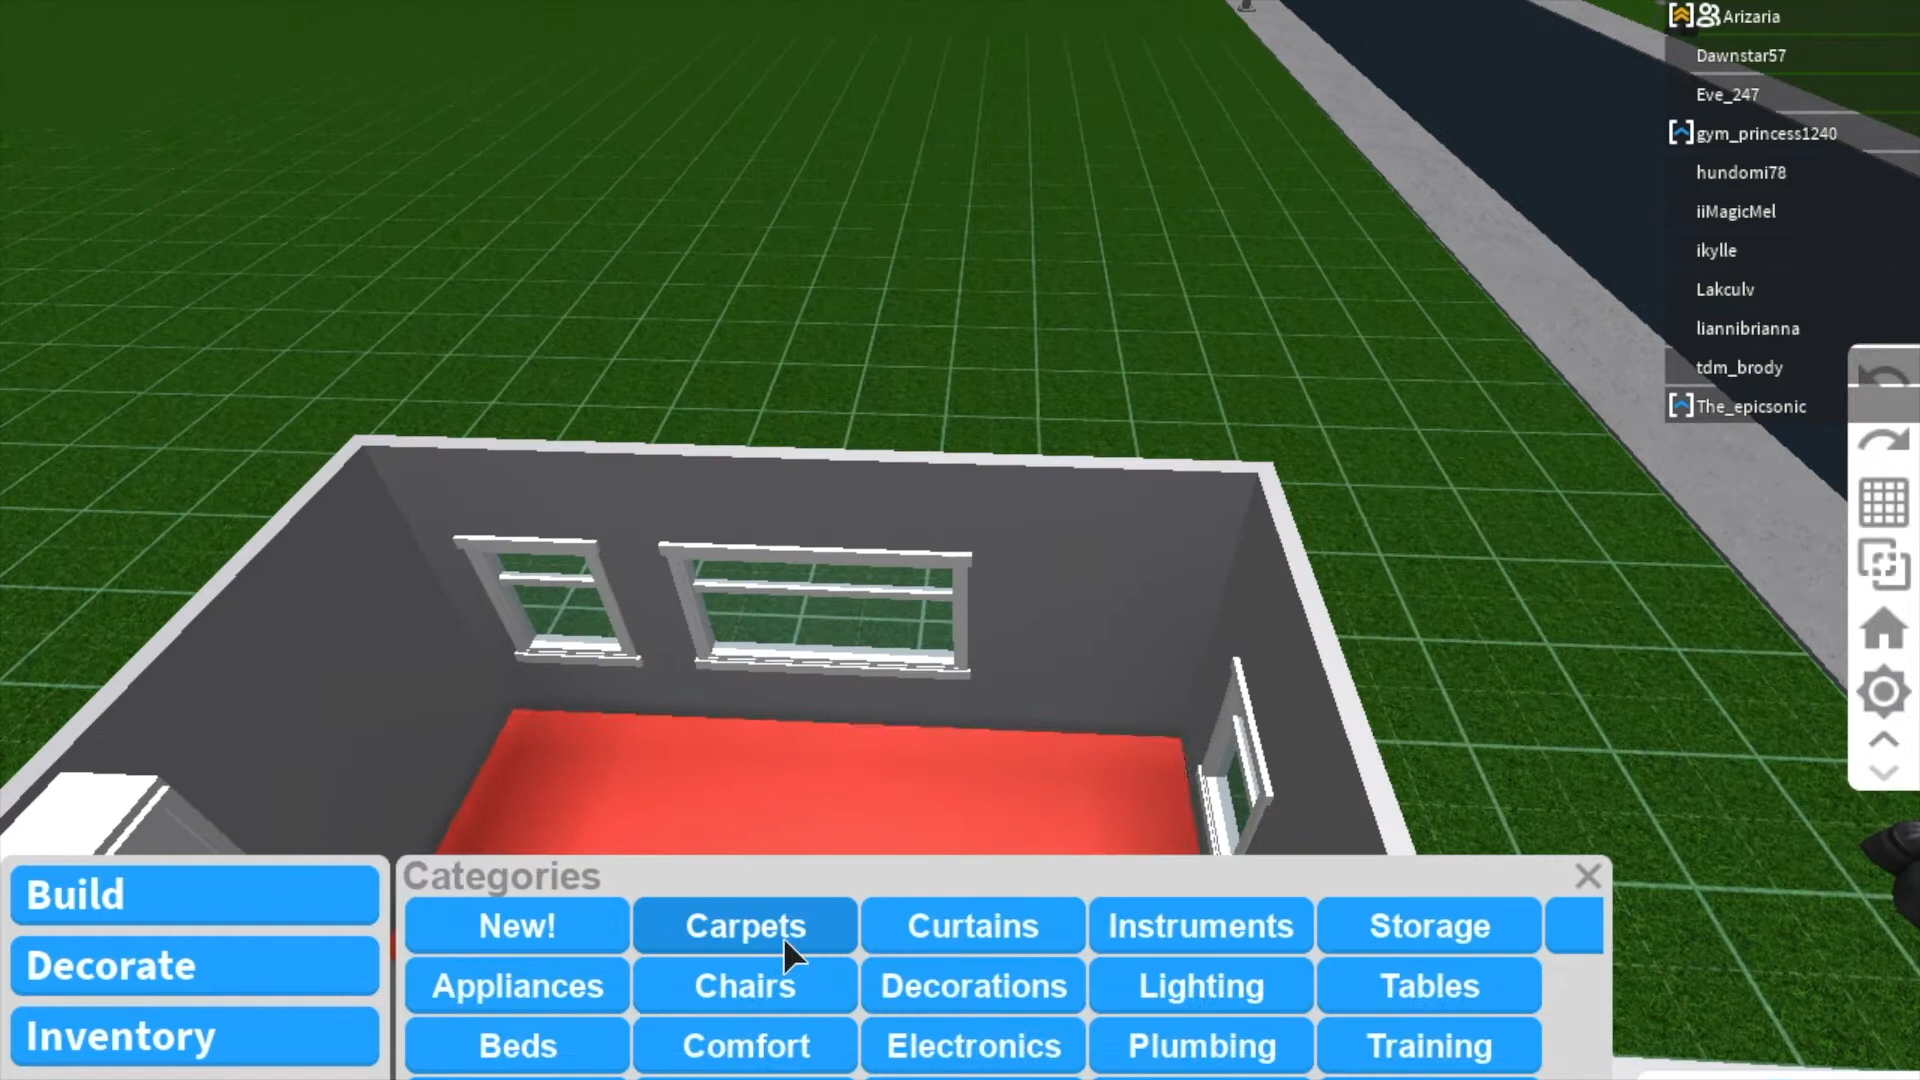 Arizaria
Dawnstar57
Eve_247
gym_princess1240
hundomi78
iiMagicMel
ikylle
Lakculv
liannibrianna
tdm_brody
The_epicsonic
Build
Decorate
Inventory
Categories
New!
Carpets
Curtains
Instruments
Storage
Appliances
Chairs
Decorations
Lighting
Tables
Beds
Comfort
Electronics
Plumbing
Training